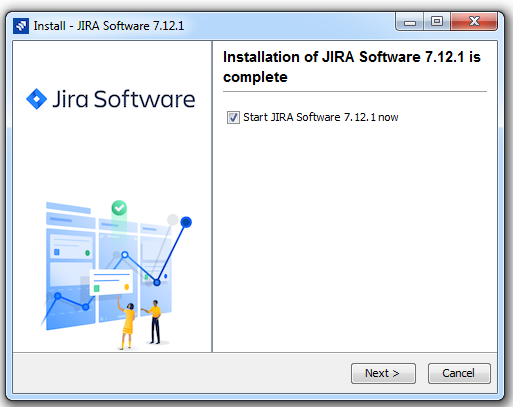 Install - JIRA Software 7.12.1
Installation of JIRA Software 7.12.1 is
complete
Jira Software
Start JIRA Software 7.12.1 now
Next >
Cancel